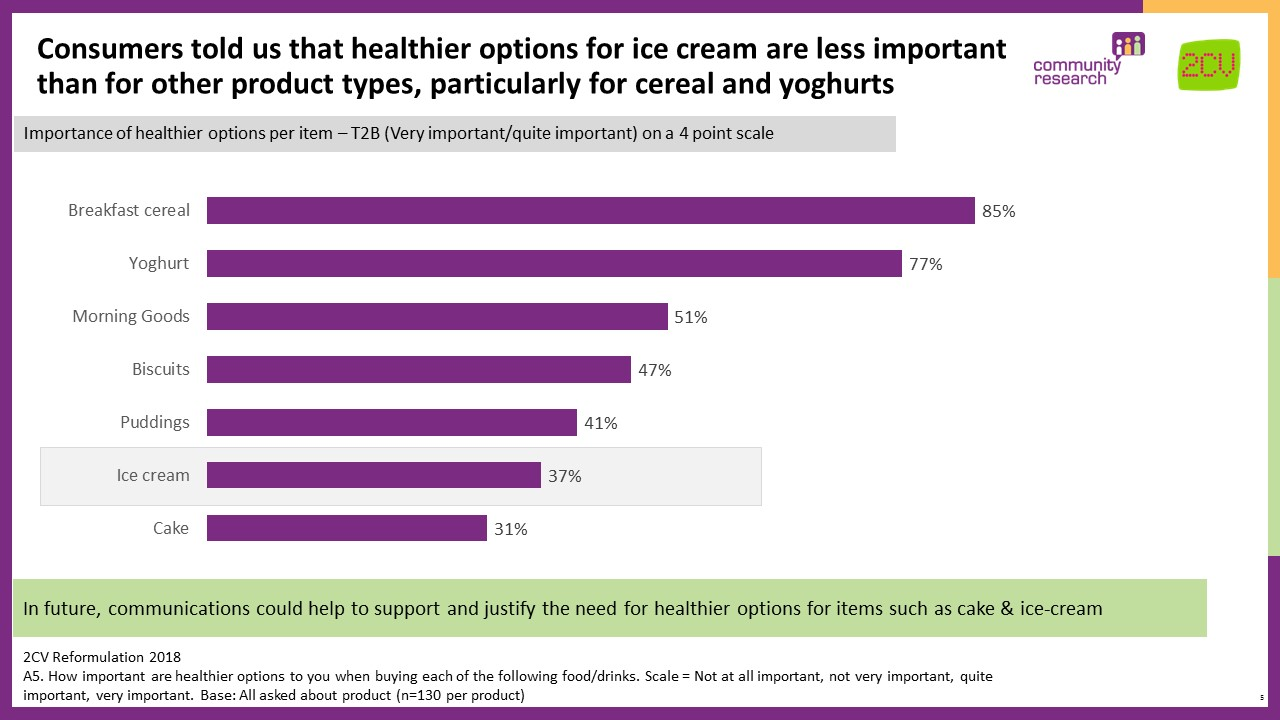 Consumers told us that healthier options for ice cream are less important
than for other product types, particularly for cereal and yoghurts
community
research
2CV
Importance of healthier options per item – T2B (Very important/quite important) on a 4 point scale
Breakfast cereal 85%
Yoghurt 77%
Morning Goods 51%
Biscuits 47%
Puddings 41%
Ice cream 37%
Cake 31%
In future, communications could help to support and justify the need for healthier options for items such as cake & ice-cream
2CV Reformulation 2018
A5. How important are healthier options to you when buying each of the following food/drinks. Scale = Not at all important, not very important, quite
important, very important. Base: All asked about product (n=130 per product)
5